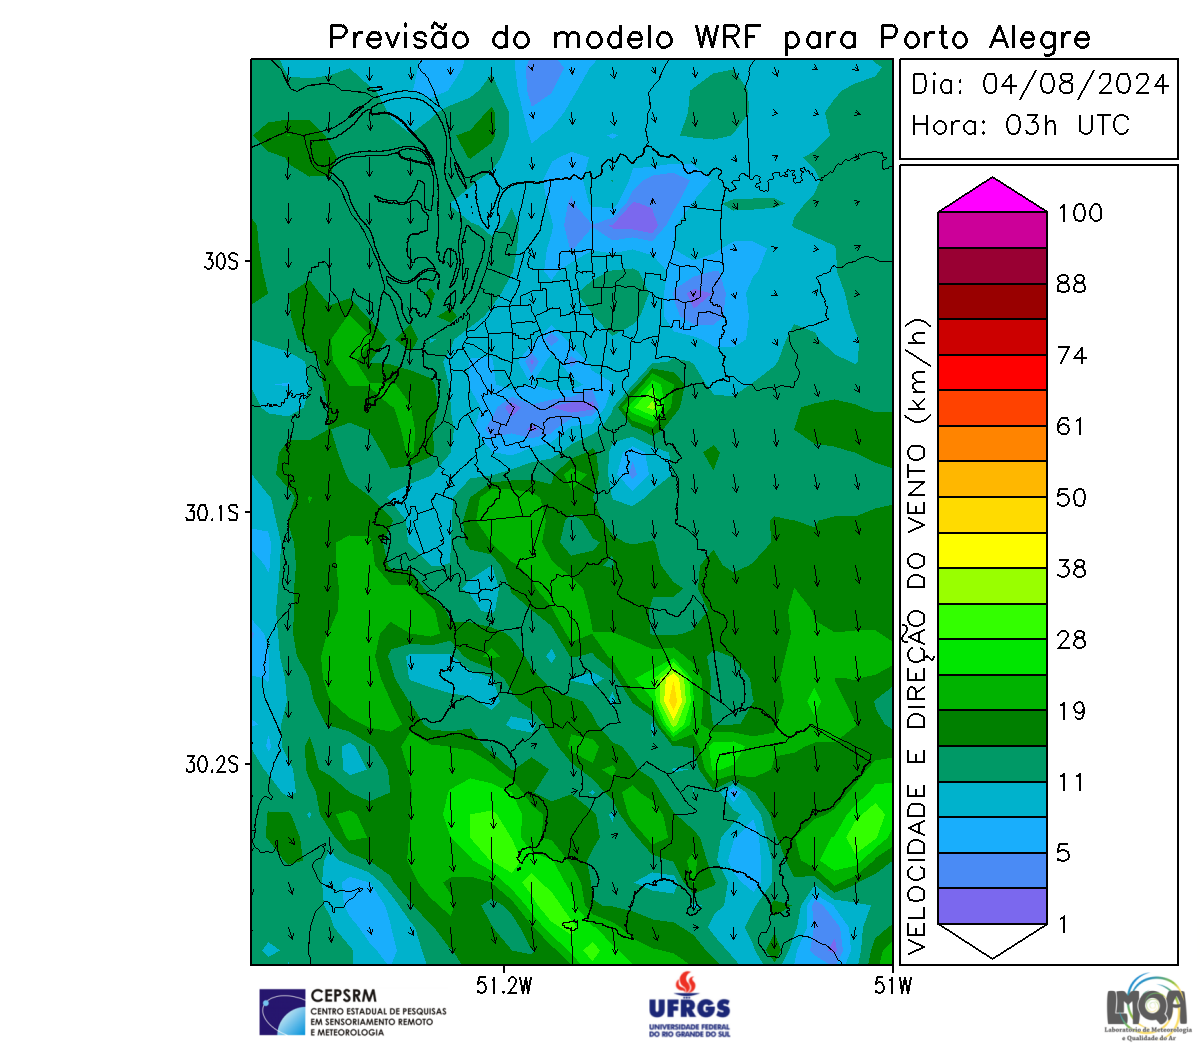 Previsão do modelo WRF para Porto Alegre
Dia: 04/08/2024
Hora: 03h UTC
100
88
74
61
50
38
28
19
11
5
1
VELOCIDADE E DIREÇÃO DO VENTO (km/h)
30S
30.1S
30.2S
51.2W
51W
CEPSRM
CENTRO ESTADUAL DE PESQUISAS
EM SENSORIAMENTO REMOTO
E METEOROLOGIA
UFRGS
UNIVERSIDADE FEDERAL
DO RIO GRANDE DO SUL
LMQA
Laboratório de Meteorologia
e Qualidade do Ar